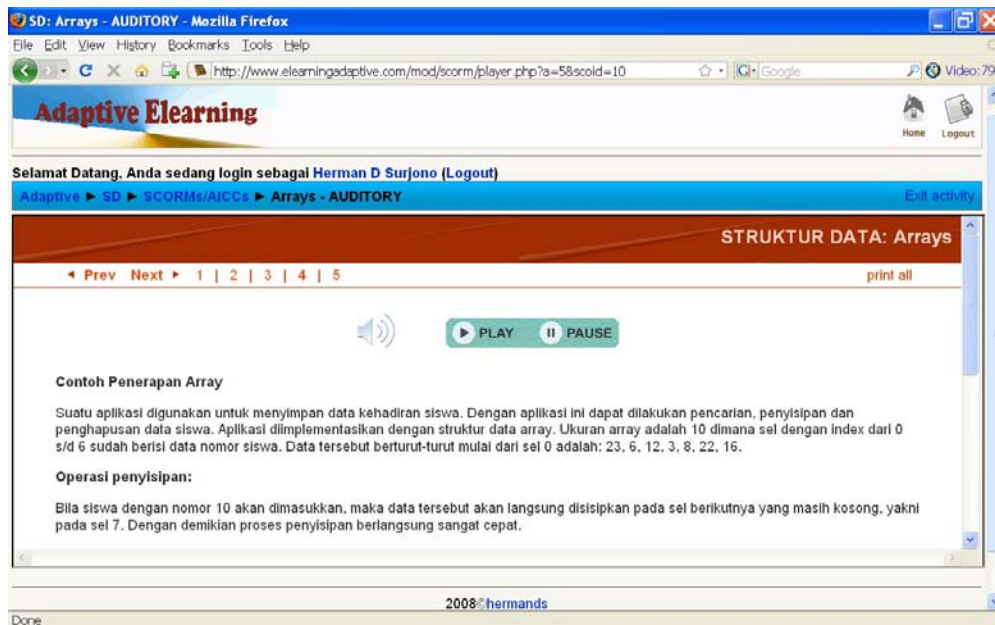 SD: Arrays - AUDITORY - Mozilla Firefox
File Edit View History Bookmarks Tools Help
http://www.elearningadaptive.com/mod/scorm/player.php?a=5&scoid=10 Google Video:79
Adaptive Elearning
Home Logout
Selamat Datang, Anda sedang login sebagai Herman D Surjono (Logout)
Adaptive ► SD ► SCORMs/AICCs ► Arrays - AUDITORY Exit activity
STRUKTUR DATA: Arrays
◄ Prev Next ► 1 | 2 | 3 | 4 | 5 print all
PLAY PAUSE
Contoh Penerapan Array
Suatu aplikasi digunakan untuk menyimpan data kehadiran siswa. Dengan aplikasi ini dapat dilakukan pencarian, penyisipan dan
penghapusan data siswa. Aplikasi diimplementasikan dengan struktur data array. Ukuran array adalah 10 dimana sel dengan index dari 0
s/d 6 sudah berisi data nomor siswa. Data tersebut berturut-turut mulai dari sel 0 adalah: 23, 6, 12, 3, 8, 22, 16.
Operasi penyisipan:
Bila siswa dengan nomor 10 akan dimasukkan, maka data tersebut akan langsung disisipkan pada sel berikutnya yang masih kosong, yakni
pada sel 7. Dengan demikian proses penyisipan berlangsung sangat cepat.
2008©hermands
Done